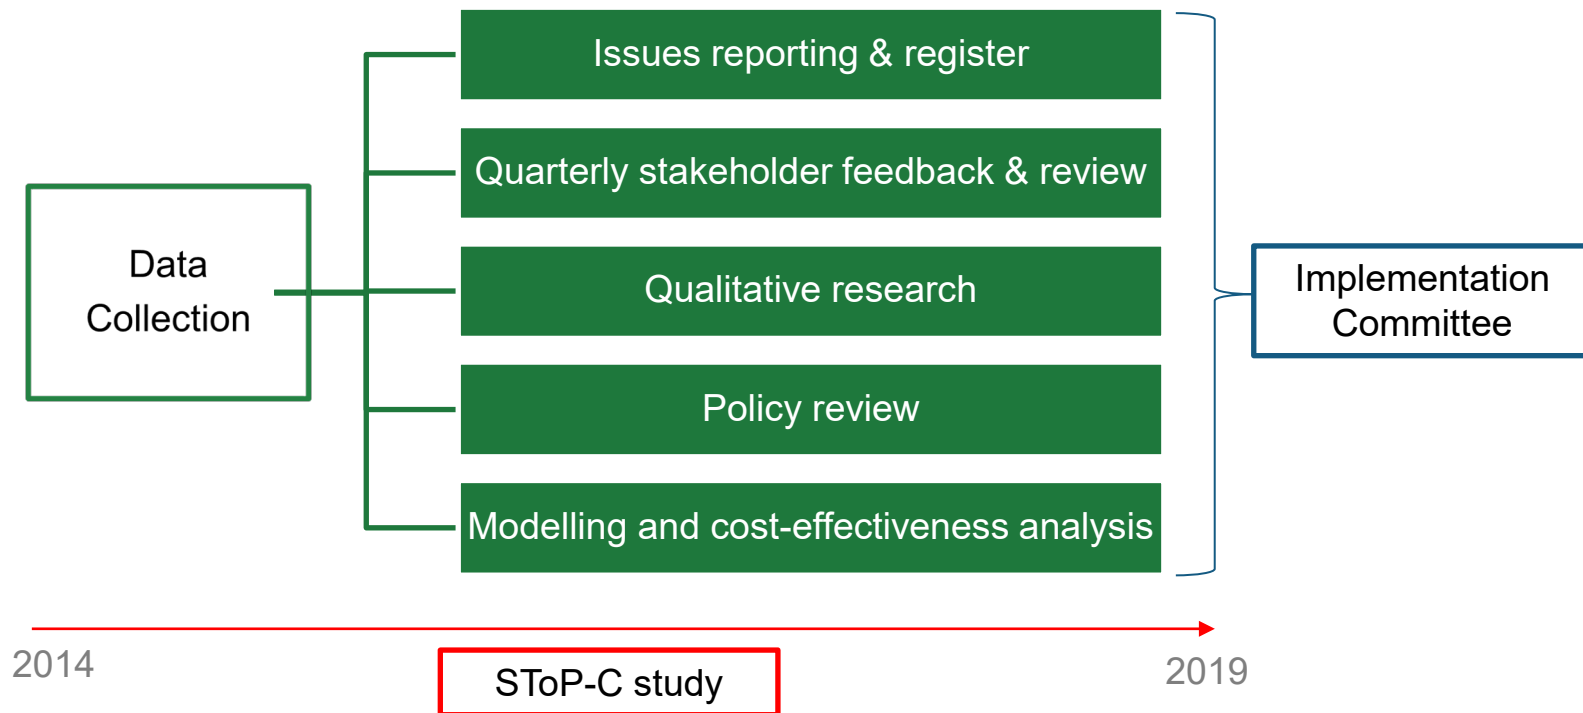 Data
Collection
Issues reporting & register
Quarterly stakeholder feedback & review
Qualitative research
Policy review
Modelling and cost-effectiveness analysis
Implementation
Committee
2014
2019
SToP-C study